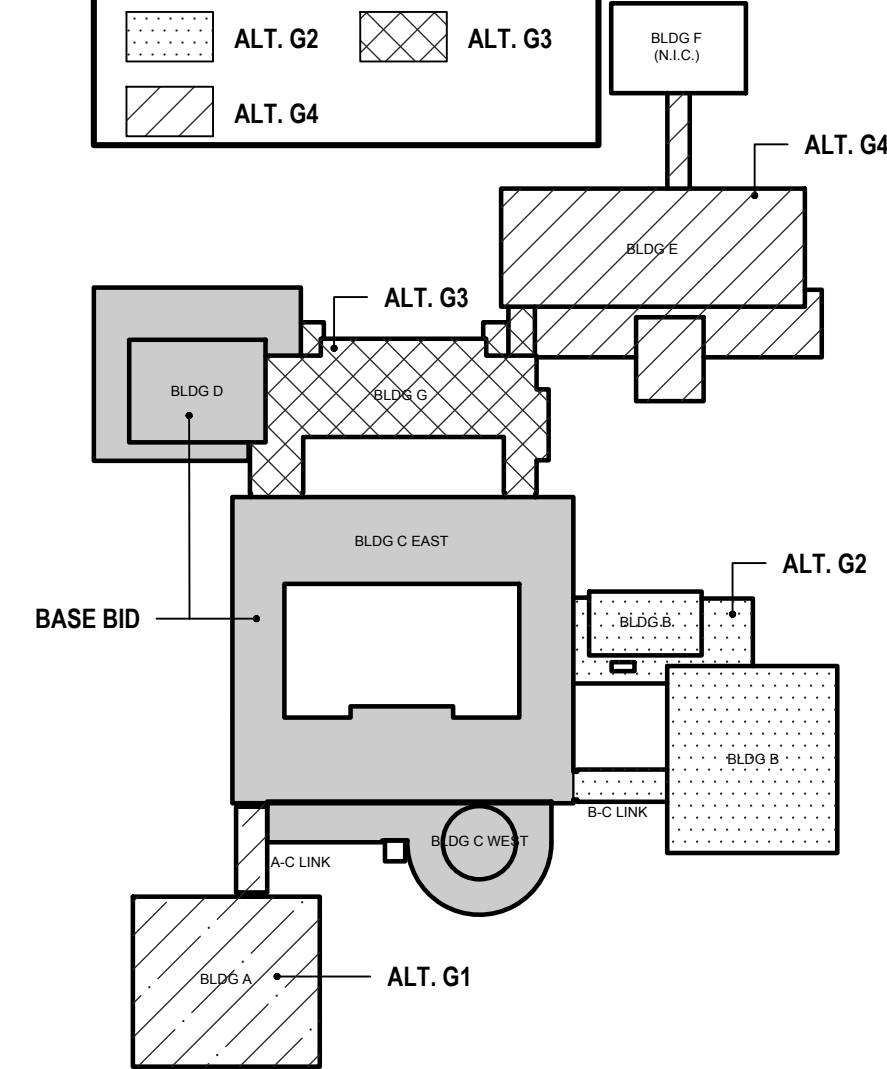 ALT. G2
ALT. G3
ALT. G4
BLDG F
(N.I.C.)
ALT. G4
BLDG E
ALT. G3
BLDG D
BLDG G
BLDG C EAST
ALT. G2
BASE BID
BLDG B
BLDG B
B-C LINK
BLDG C WEST
A-C LINK
BLDG A
ALT. G1